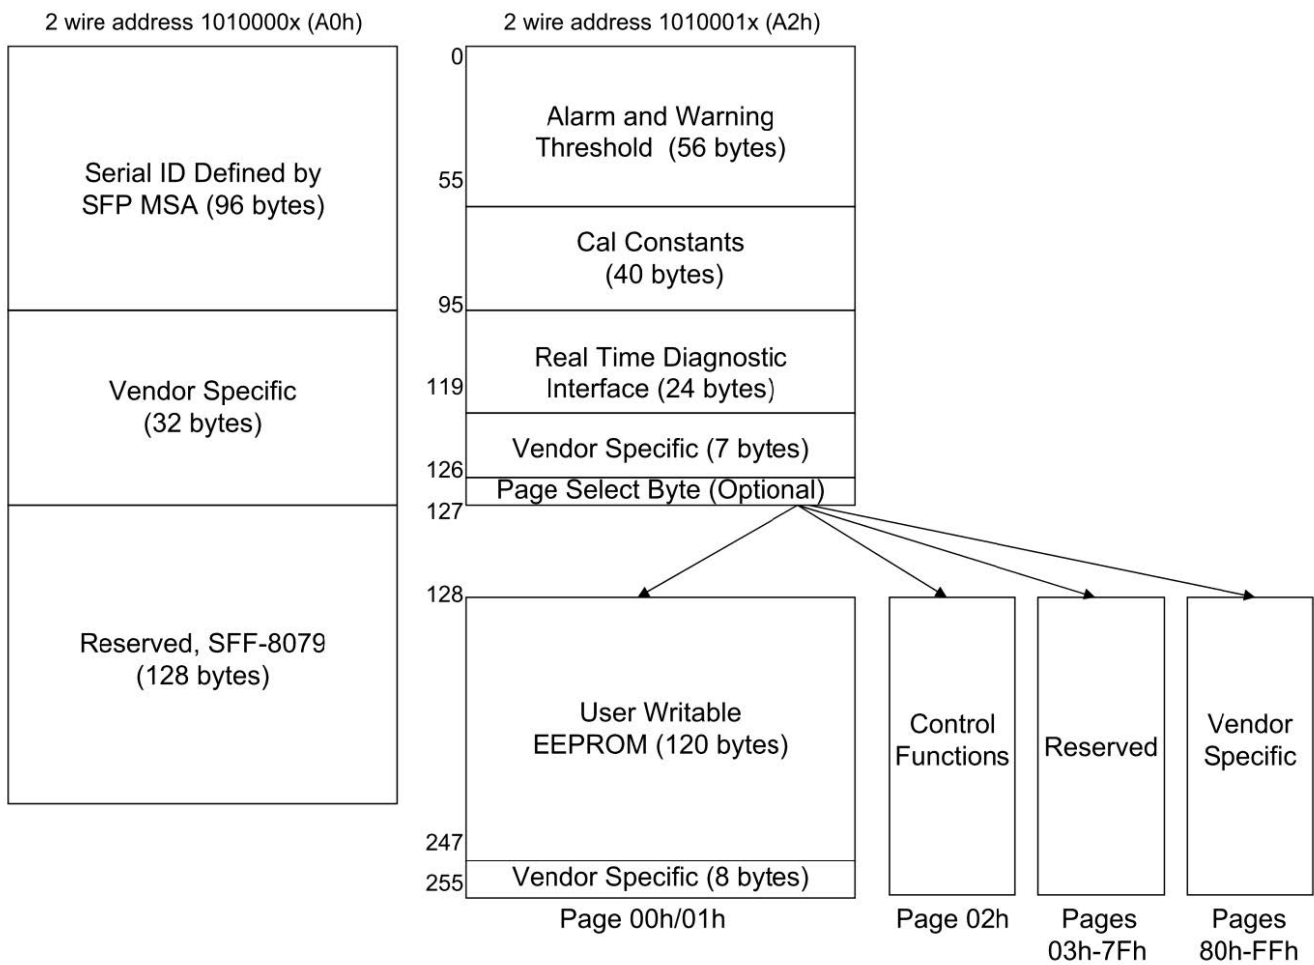 2 wire address 1010000x (A0h)
Serial ID Defined by
SFP MSA (96 bytes)
Vendor Specific
(32 bytes)
Reserved, SFF-8079
(128 bytes)
2 wire address 1010001x (A2h)
0
Alarm and Warning
Threshold (56 bytes)
55
Cal Constants
(40 bytes)
95
Real Time Diagnostic
Interface (24 bytes)
119
Vendor Specific (7 bytes)
126
Page Select Byte (Optional)
127
128
User Writable
EEPROM (120 bytes)
247
Vendor Specific (8 bytes)
255
Page 00h/01h
Control
Functions
Page 02h
Reserved
Pages
03h-7Fh
Vendor
Specific
Pages
80h-FFh